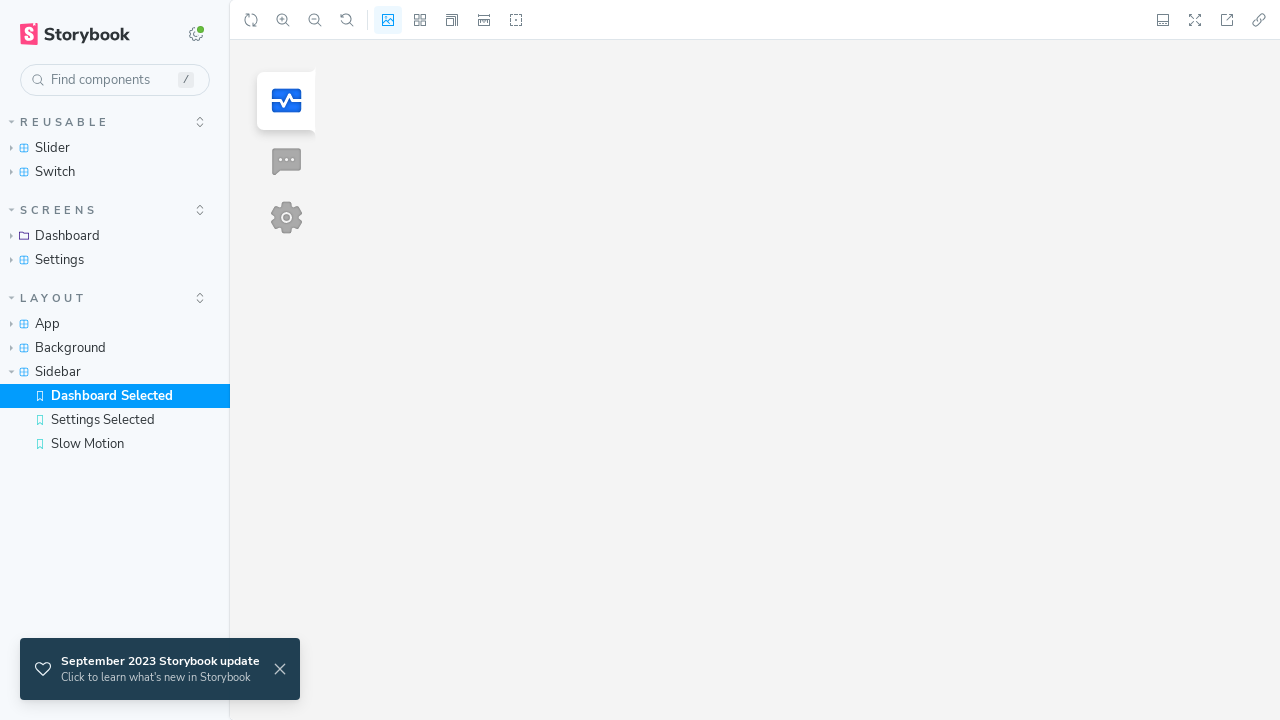 Storybook
Find components
/
REUSABLE
Slider
Switch
SCREENS
Dashboard
Settings
LAYOUT
App
Background
Sidebar
Dashboard Selected
Settings Selected
Slow Motion
September 2023 Storybook update
Click to learn what's new in Storybook